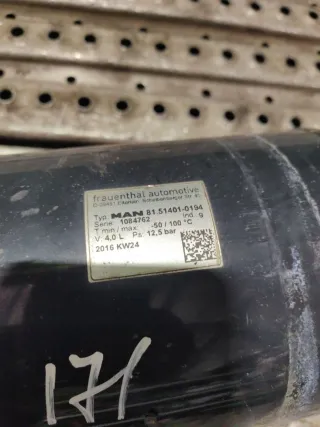 frauenthal automotive
Typ: MAN 81.51401-0194
Serie: 1084762 Ind.: g
T min / max: -50 / 100 °C
V: 4,0 L Ps: 12,5 bar
2016 KW24
171